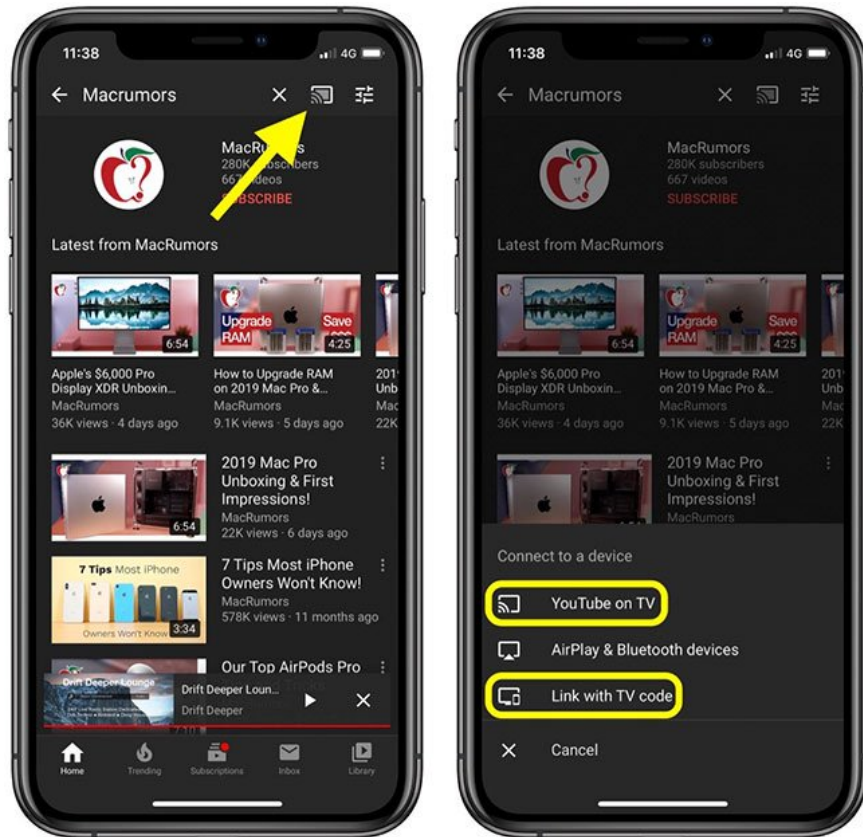 11:38
4G
Macrumors
MacRumors
280K subscribers
667 videos
SUBSCRIBE
Latest from MacRumors
6:54
Upgrade
RAM
Save
4:25
Apple's $6,000 Pro
Display XDR Unboxin...
MacRumors
36K views · 4 days ago
How to Upgrade RAM
on 2019 Mac Pro &...
MacRumors
9.1K views · 5 days ago
201
Unb
Mac
22K
6:54
2019 Mac Pro
Unboxing & First
Impressions!
MacRumors
22K views · 6 days ago
7 Tips Most iPhone
Owners Won't Know
3:34
7 Tips Most iPhone
Owners Won't Know!
MacRumors
578K views · 11 months ago
Our Top AirPods Pro
Drift Deeper Lounge
Drift Deeper Loun...
Drift Deeper
Home
Trending
Subscriptions
Inbox
Library
11:38
4G
Macrumors
MacRumors
280K subscribers
667 videos
SUBSCRIBE
Latest from MacRumors
6:54
Upgrade
RAM
Save
4:25
Apple's $6,000 Pro
Display XDR Unboxin...
MacRumors
36K views · 4 days ago
How to Upgrade RAM
on 2019 Mac Pro &...
MacRumors
9.1K views · 5 days ago
201
Unb
Mac
22K
2019 Mac Pro
Unboxing & First
Impressions!
MacRumors
Connect to a device
YouTube on TV
AirPlay & Bluetooth devices
Link with TV code
Cancel